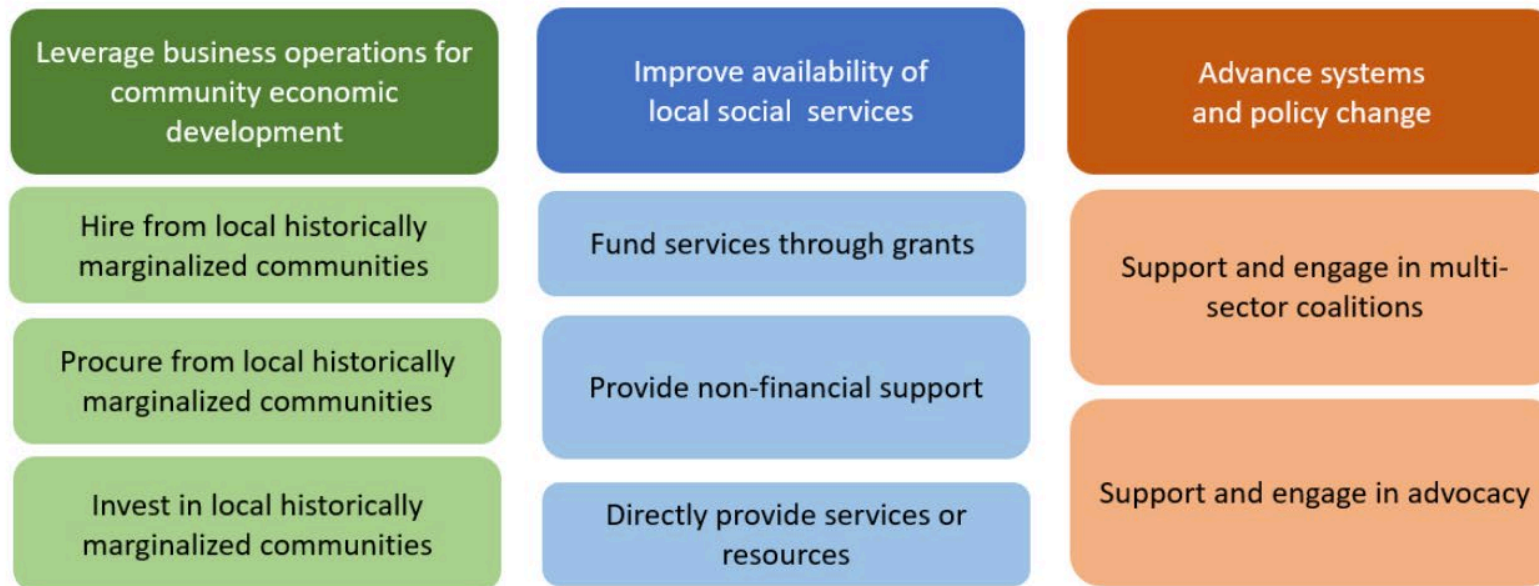 Leverage business operations for
community economic
development
Hire from local historically
marginalized communities
Procure from local historically
marginalized communities
Invest in local historically
marginalized communities
Improve availability of
local social services
Fund services through grants
Provide non-financial support
Directly provide services or
resources
Advance systems
and policy change
Support and engage in multi-
sector coalitions
Support and engage in advocacy